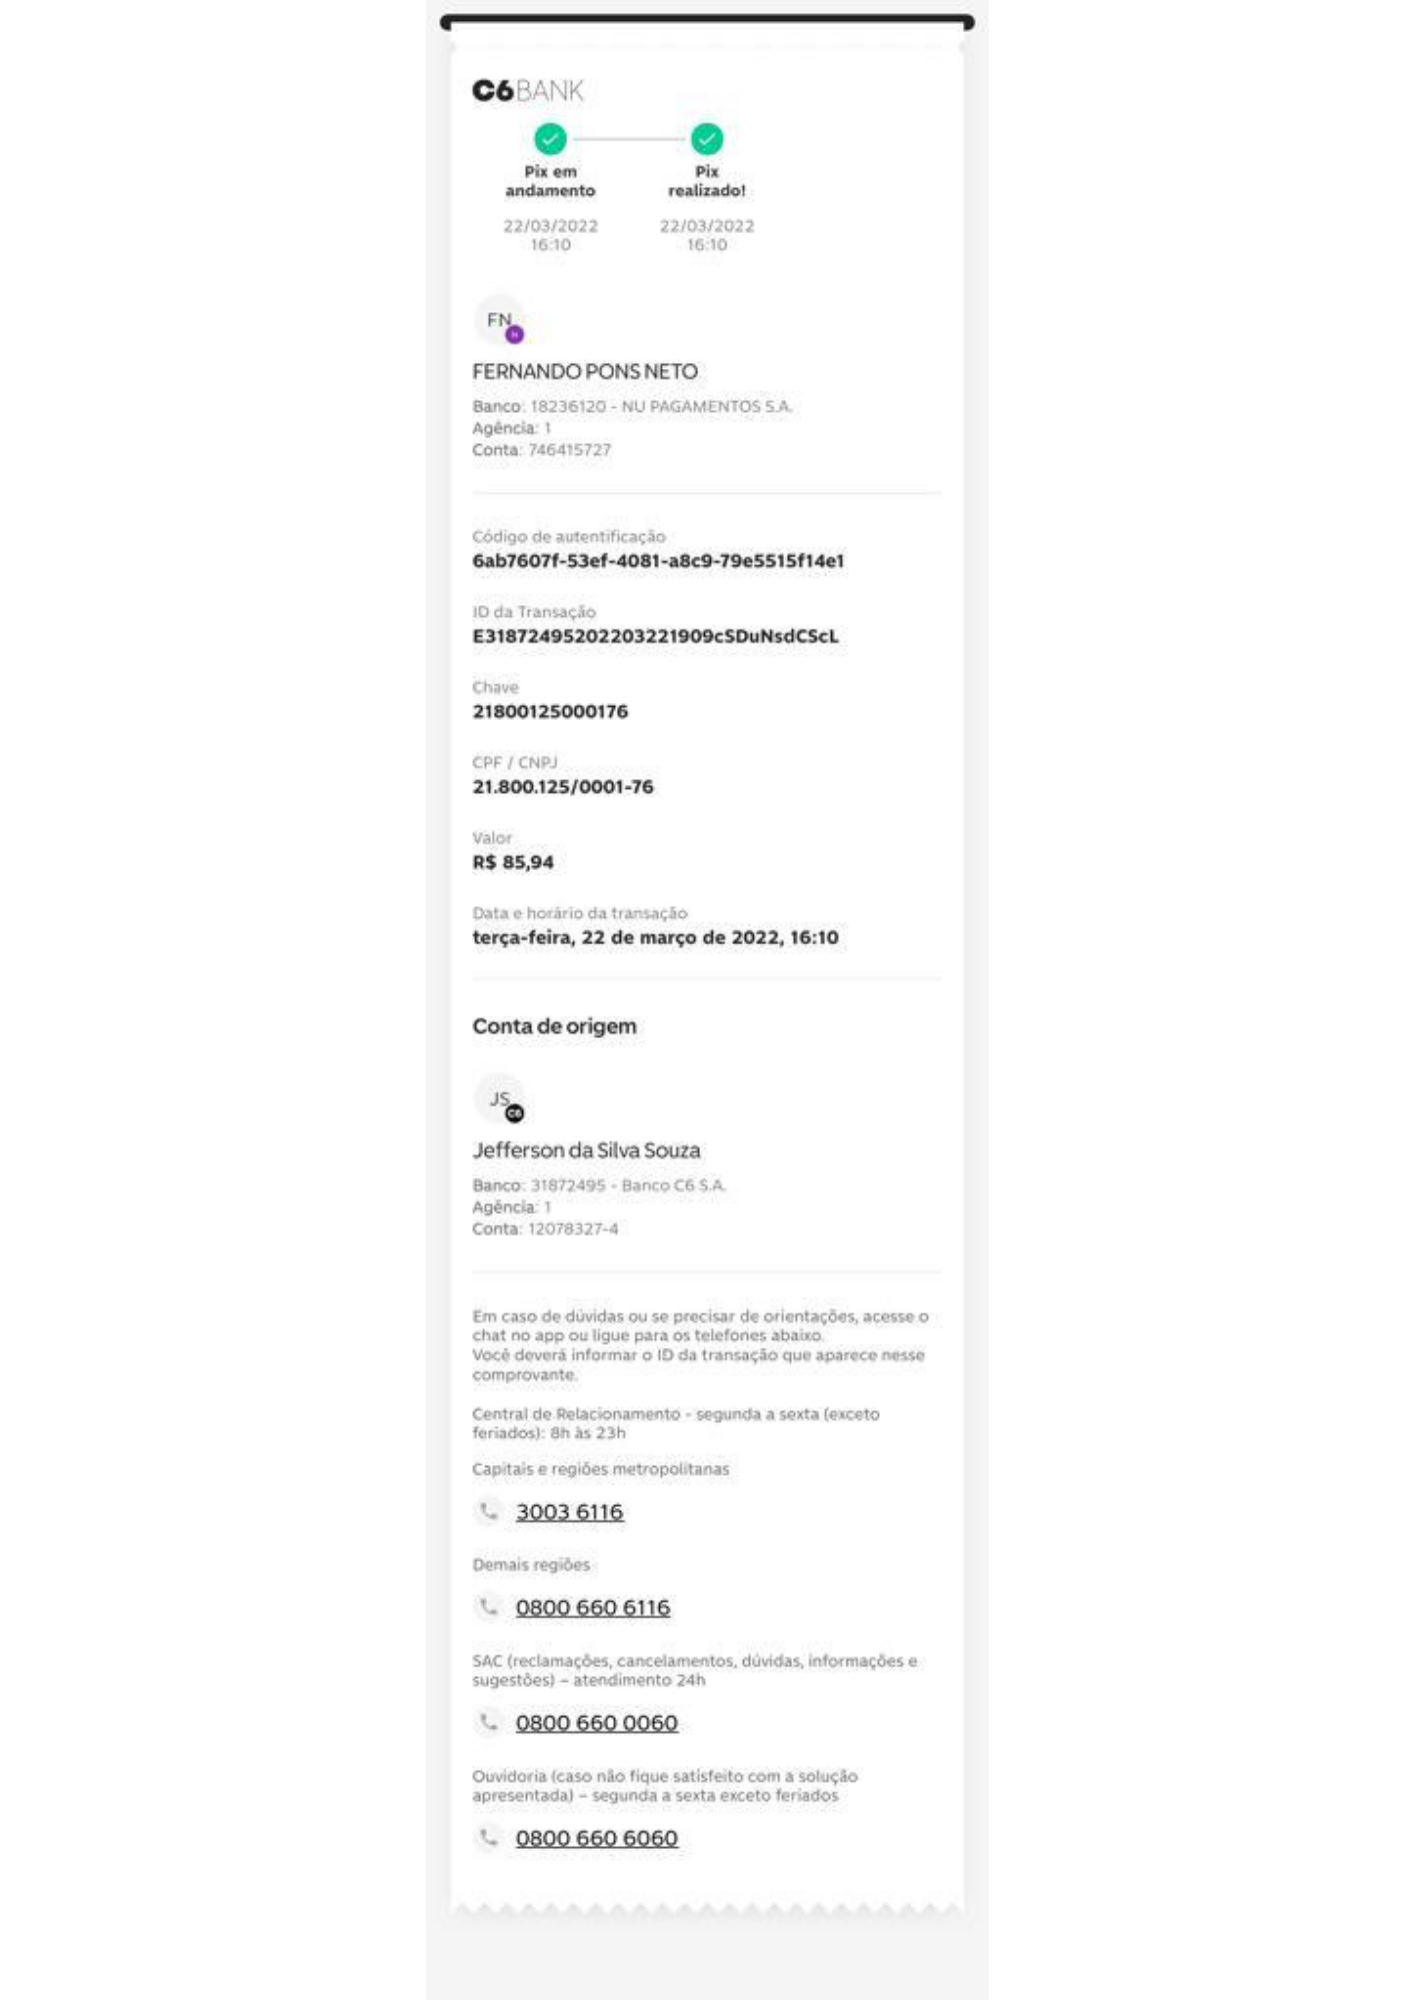 C6BANK
Pix em
andamento
Pix
realizado!
22/03/2022
16:10
22/03/2022
16:10
FN
FERNANDO PONS NETO
Banco: 18236120 - NU PAGAMENTOS S.A.
Agência: 1
Conta: 746415727
Código de autentificação
6ab7607f-53ef-4081-a8c9-79e5515f14e1
ID da Transação
E31872495202203221909cSDuNsdCScL
Chave
21800125000176
CPF / CNPJ
21.800.125/0001-76
Valor
R$ 85,94
Data e horário da transação
terça-feira, 22 de março de 2022, 16:10
Conta de origem
JS
C6
Jefferson da Silva Souza
Banco: 31872495 - Banco C6 S.A.
Agência: 1
Conta: 12078327-4
Em caso de dúvidas ou se precisar de orientações, acesse o
chat no app ou ligue para os telefones abaixo.
Você deverá informar o ID da transação que aparece nesse
comprovante.
Central de Relacionamento - segunda a sexta (exceto
feriados): 8h às 23h
Capitais e regiões metropolitanas
3003 6116
Demais regiões
0800 660 6116
SAC (reclamações, cancelamentos, dúvidas, informações e
sugestões) – atendimento 24h
0800 660 0060
Ouvidoria (caso não fique satisfeito com a solução
apresentada) – segunda a sexta exceto feriados
0800 660 6060